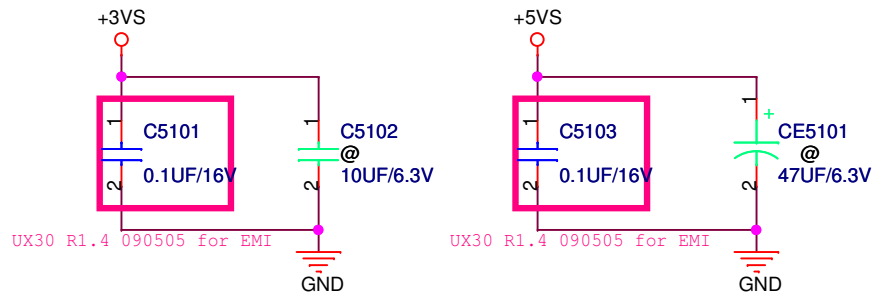 +3VS
1
C5101
0.1UF/16V
2
1
C5102
@
10UF/6.3V
2
UX30 R1.4 090505 for EMI
GND
+5VS
1
C5103
0.1UF/16V
2
1
+
CE5101
@
47UF/6.3V
2
UX30 R1.4 090505 for EMI
GND